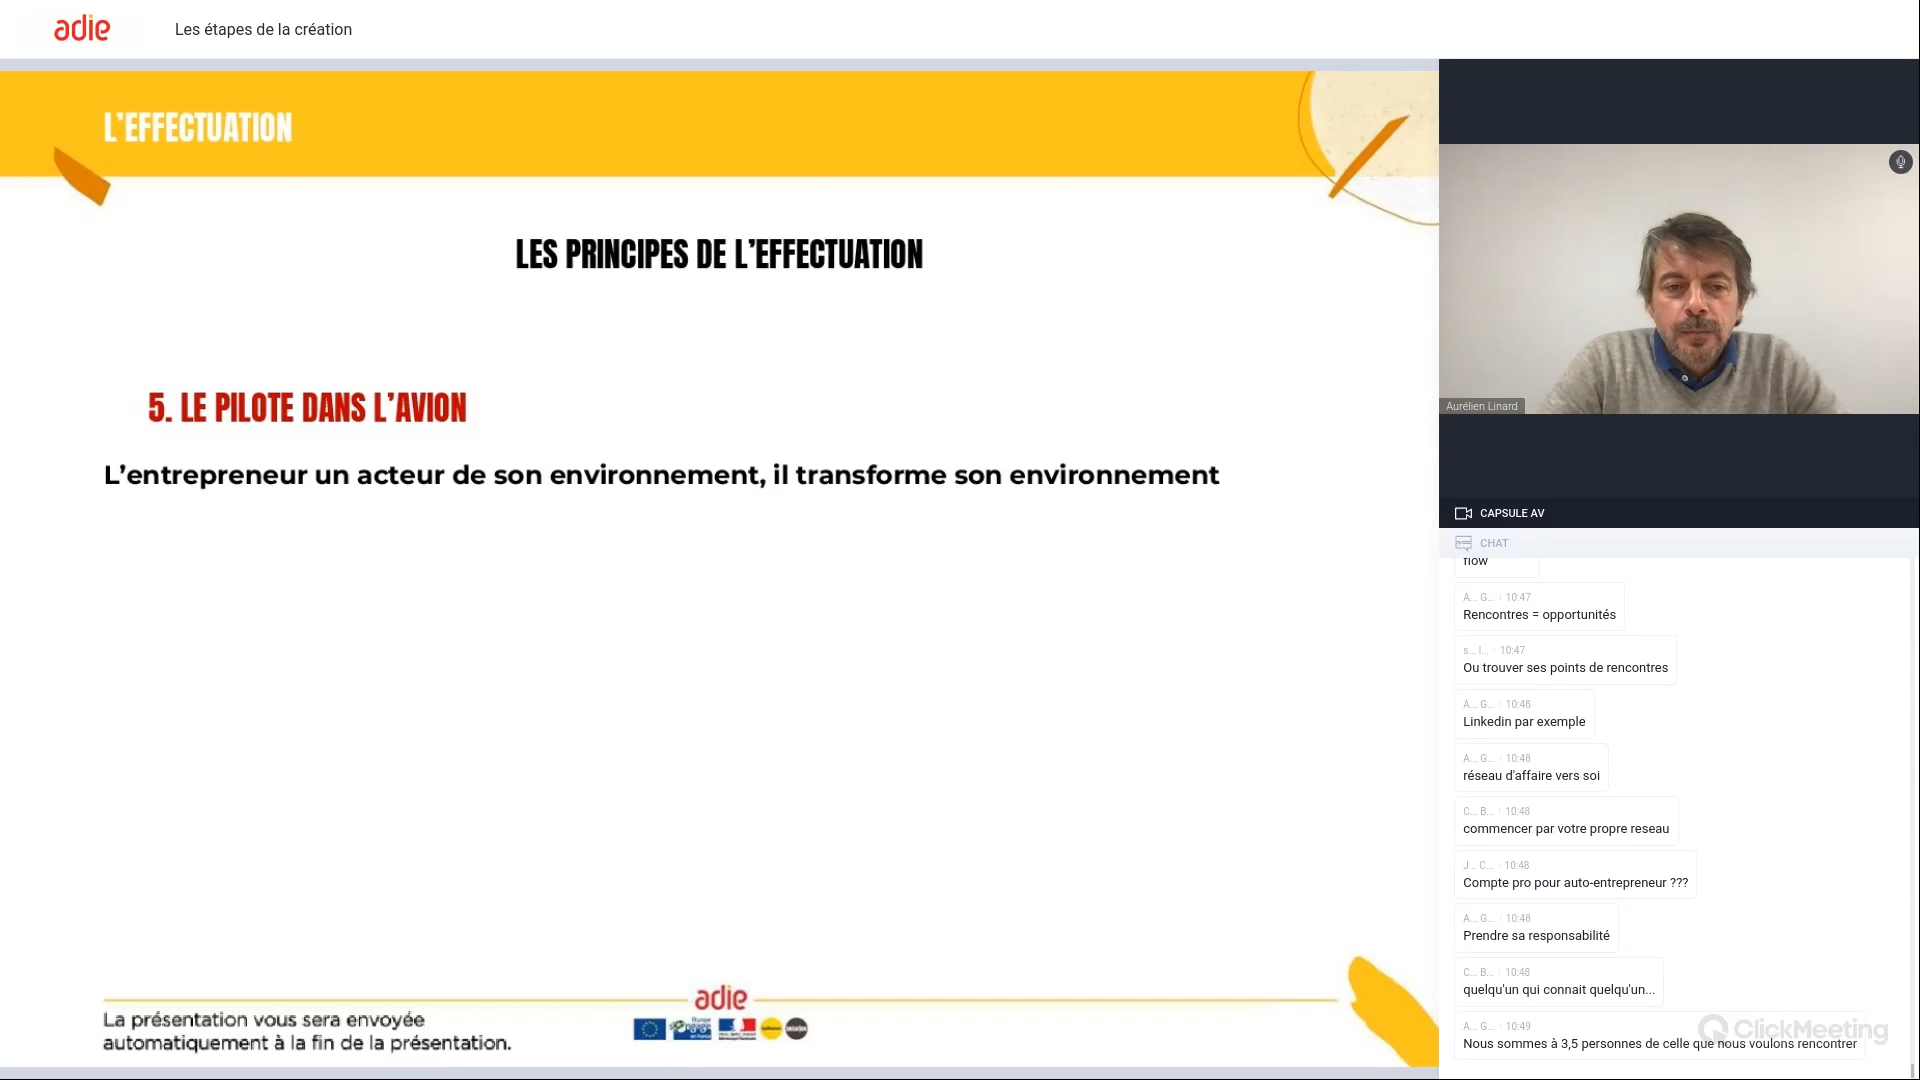 adie
Les étapes de la création
L'EFFECTUATION
LES PRINCIPES DE L'EFFECTUATION
5. LE PILOTE DANS L'AVION
L'entrepreneur un acteur de son environnement, il transforme son environnement
adie
La présentation vous sera envoyée
automatiquement à la fin de la présentation.
Aurélien Linard
CAPSULE AV
CHAT
flow
A... G... 10:47
Rencontres = opportunités
s... l... 10:47
Ou trouver ses points de rencontres
A... G... 10:48
Linkedin par exemple
A... G... 10:48
réseau d'affaire vers soi
C... B... 10:48
commencer par votre propre reseau
J... C... 10:48
Compte pro pour auto-entrepreneur ???
A... G... 10:48
Prendre sa responsabilité
C... B... 10:48
quelqu'un qui connait quelqu'un...
A... G... 10:49
Nous sommes à 3,5 personnes de celle que nous voulons rencontrer
ClickMeeting